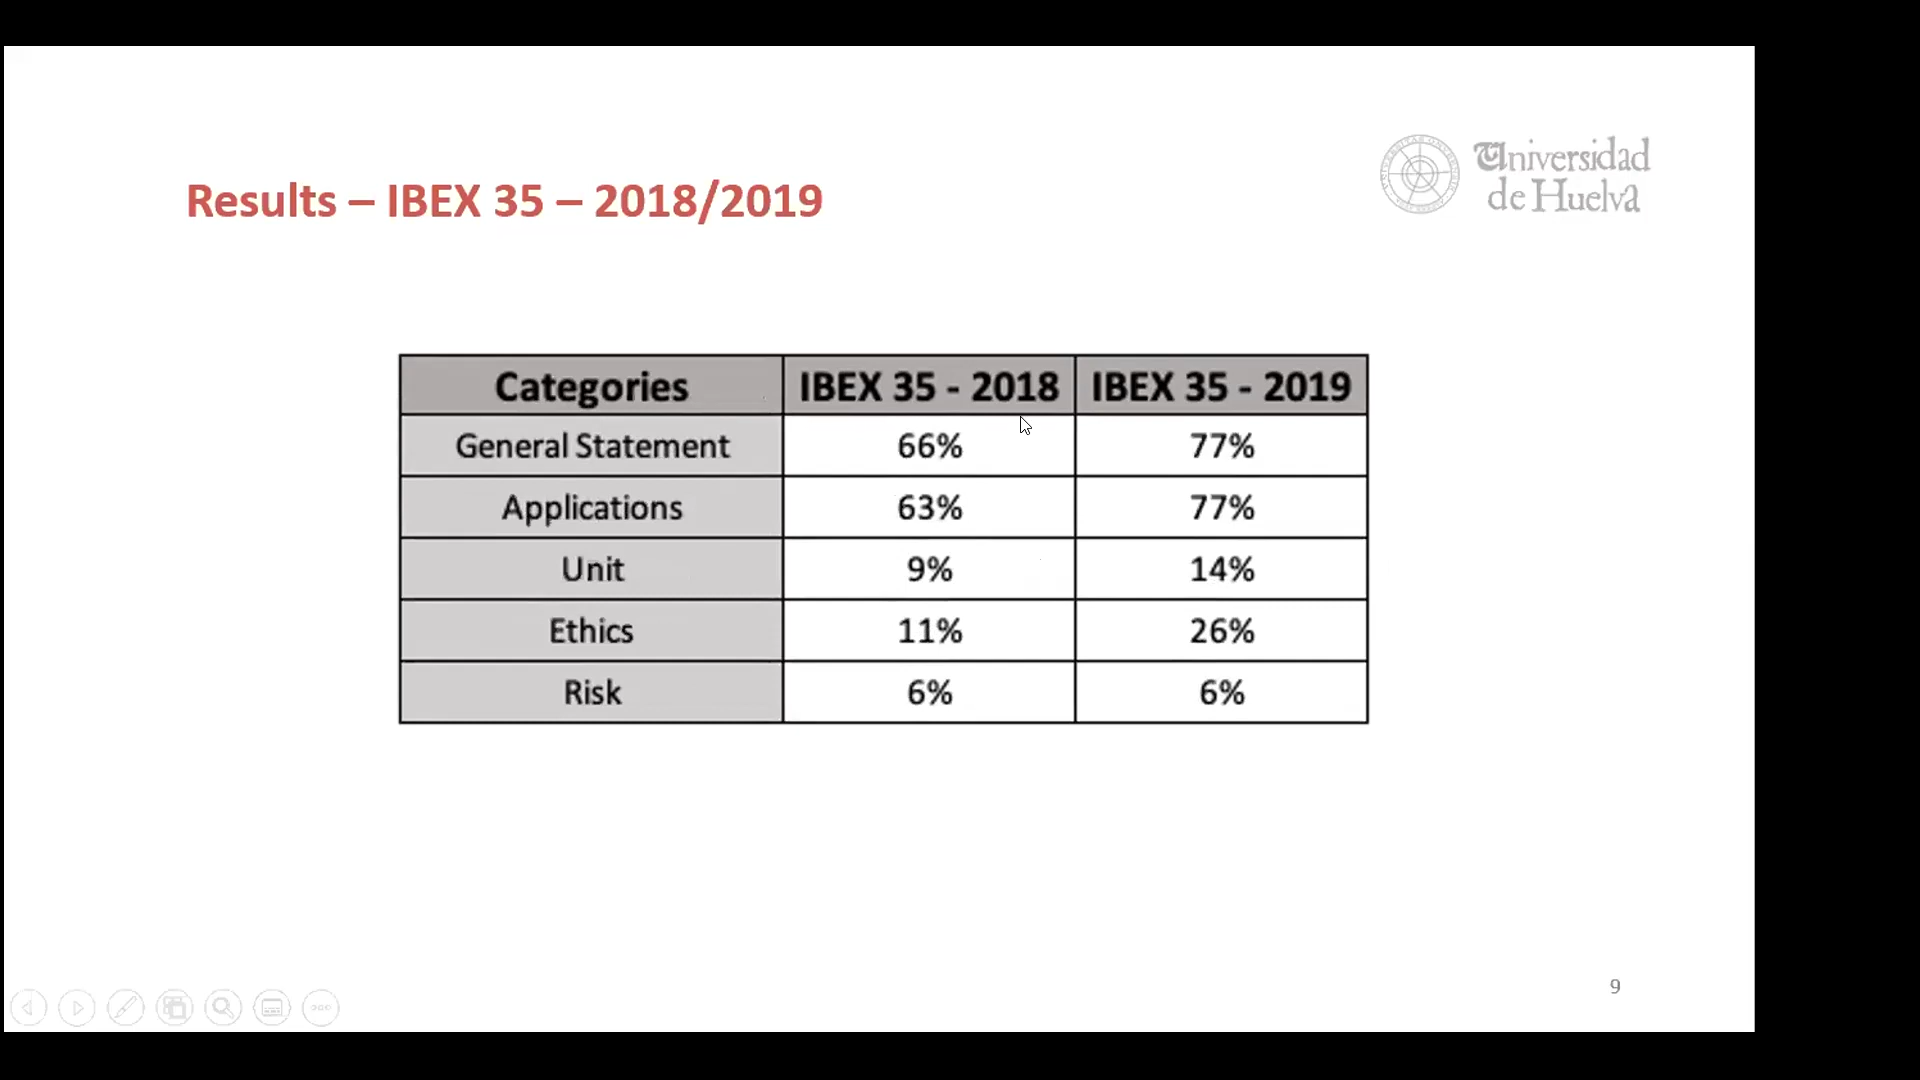 Universidad
de Huelva
Results – IBEX 35 – 2018/2019
Categories IBEX 35 - 2018 IBEX 35 - 2019
General Statement 66% 77%
Applications 63% 77%
Unit 9% 14%
Ethics 11% 26%
Risk 6% 6%
9